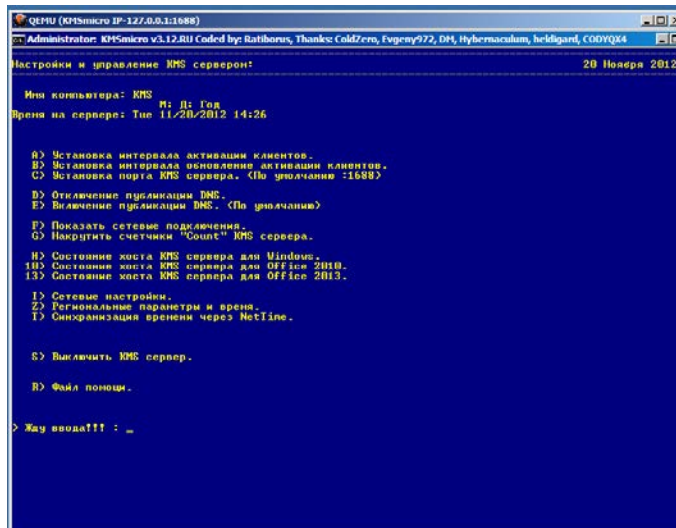 QEMU (KMSmicro IP-127.0.0.1:1688)
Administrator: KMSmicro v3.12.RU Coded by: Ratiborus, Thanks: ColdZero, Evgeny972, DM, Hybernaculum, heldigard, CODYQX4
Настройки и управление KMS сервером: 20 Ноября 2012
Имя компьютера: KMS
М: Д: Год
Время на сервере: Tue 11/20/2012 14:26
A) Установка интервала активации клиентов.
B) Установка интервала обновление активации клиентов.
C) Установка порта KMS сервера. (По умолчанию :1688)
D) Отключение публикации DNS.
E) Включение публикации DNS. (По умолчанию)
F) Показать сетевые подключения.
G) Накрутить счетчики "Count" KMS сервера.
H) Состояние хоста KMS сервера для Windows.
10) Состояние хоста KMS сервера для Office 2010.
13) Состояние хоста KMS сервера для Office 2013.
I) Сетевые настройки.
Z) Региональные параметры и время.
T) Синхранизация времени через NetTime.
S) Выключить KMS сервер.
R) Файл помощи.
> Жду ввода!!! : _